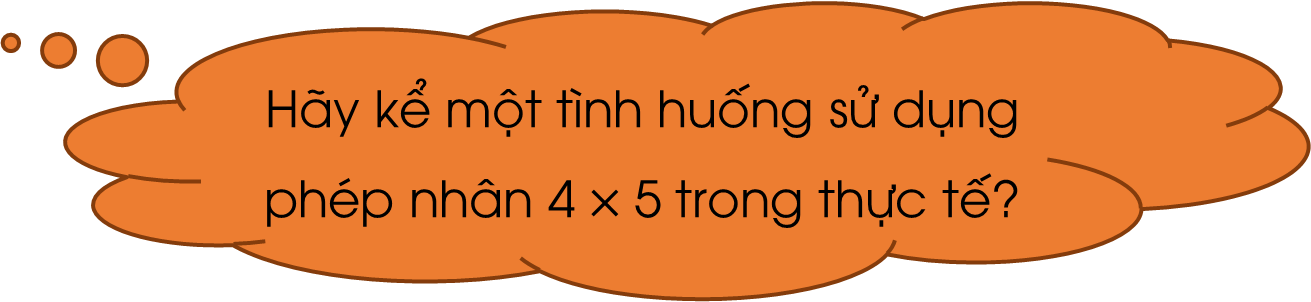 Hãy kể một tình huống sử dụng
phép nhân 4 × 5 trong thực tế?